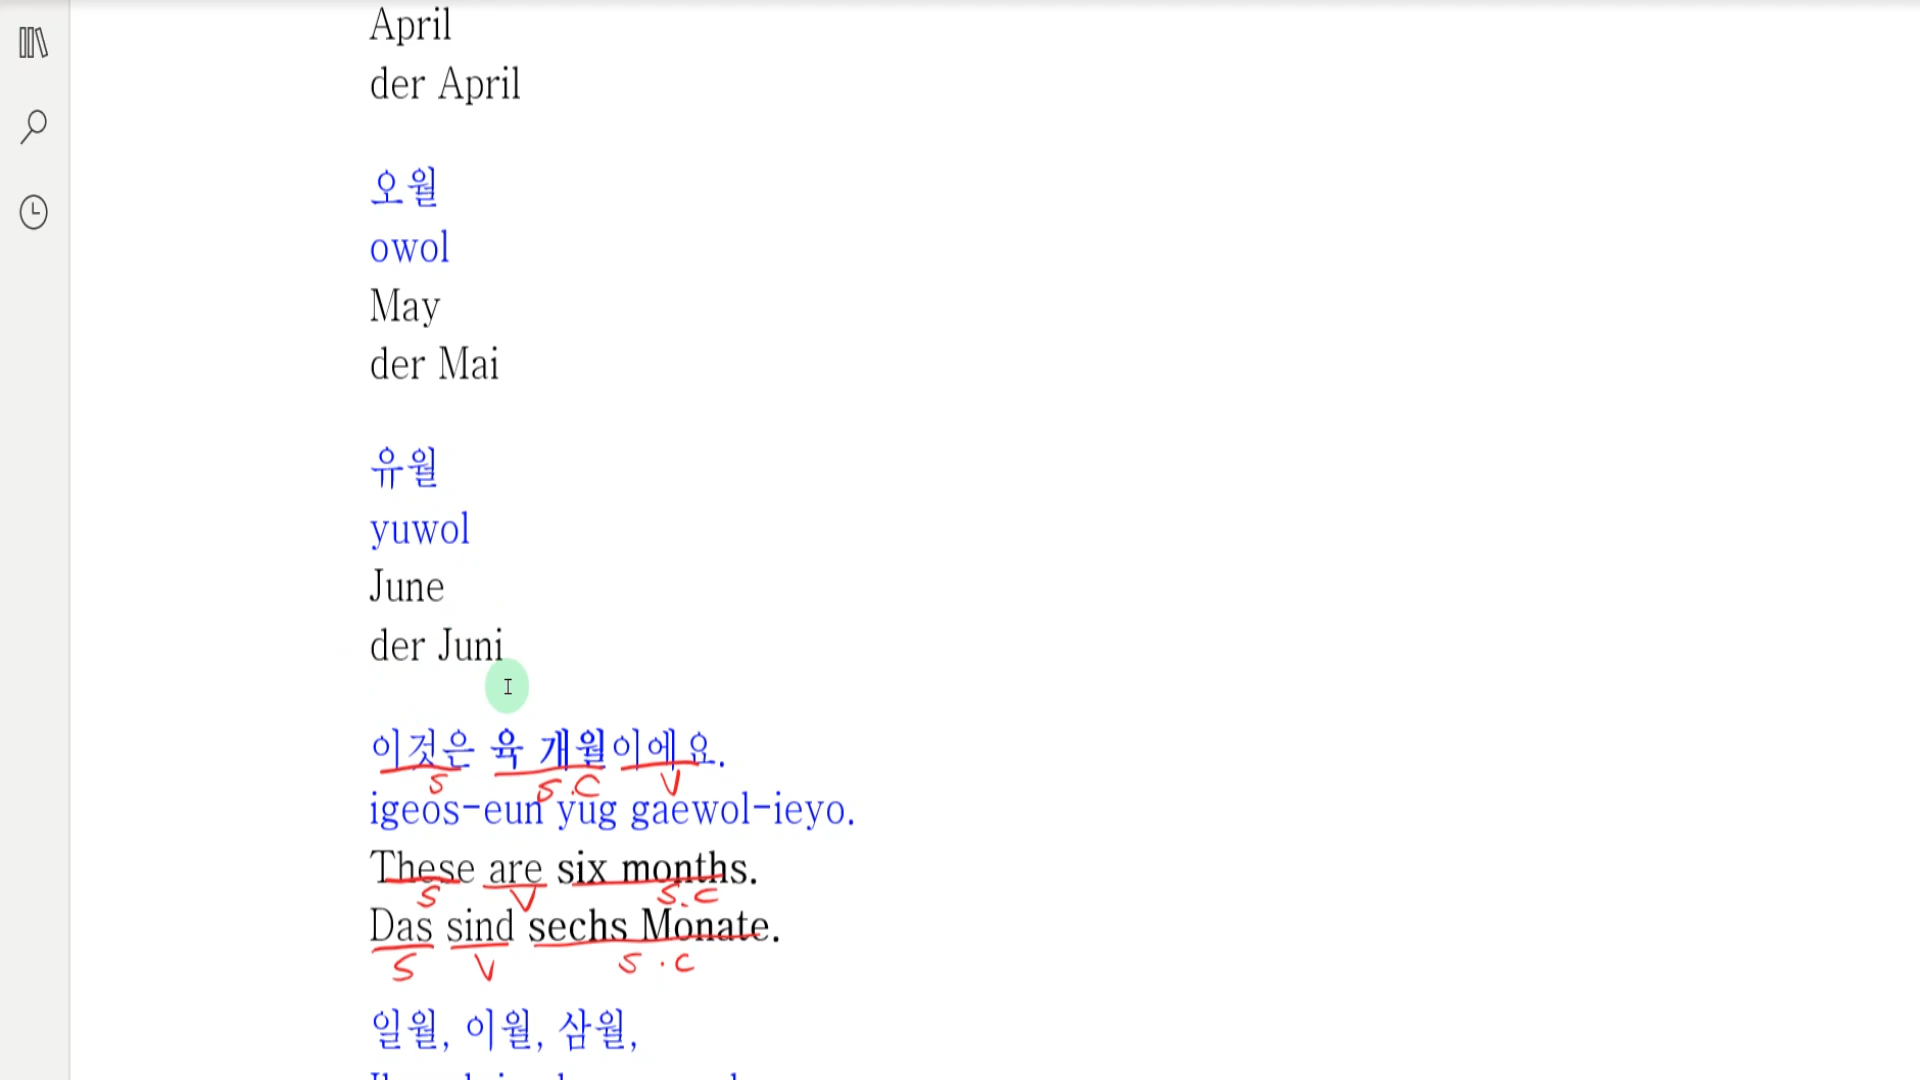 April
der April
오월
owol
May
der Mai
유월
yuwol
June
der Juni
이것은 육 개월이에요.
S S.C V
igeos-eun yug gaewol-ieyo.
These are six months.
S V S.C
Das sind sechs Monate.
S V S.C
일월, 이월, 삼월,